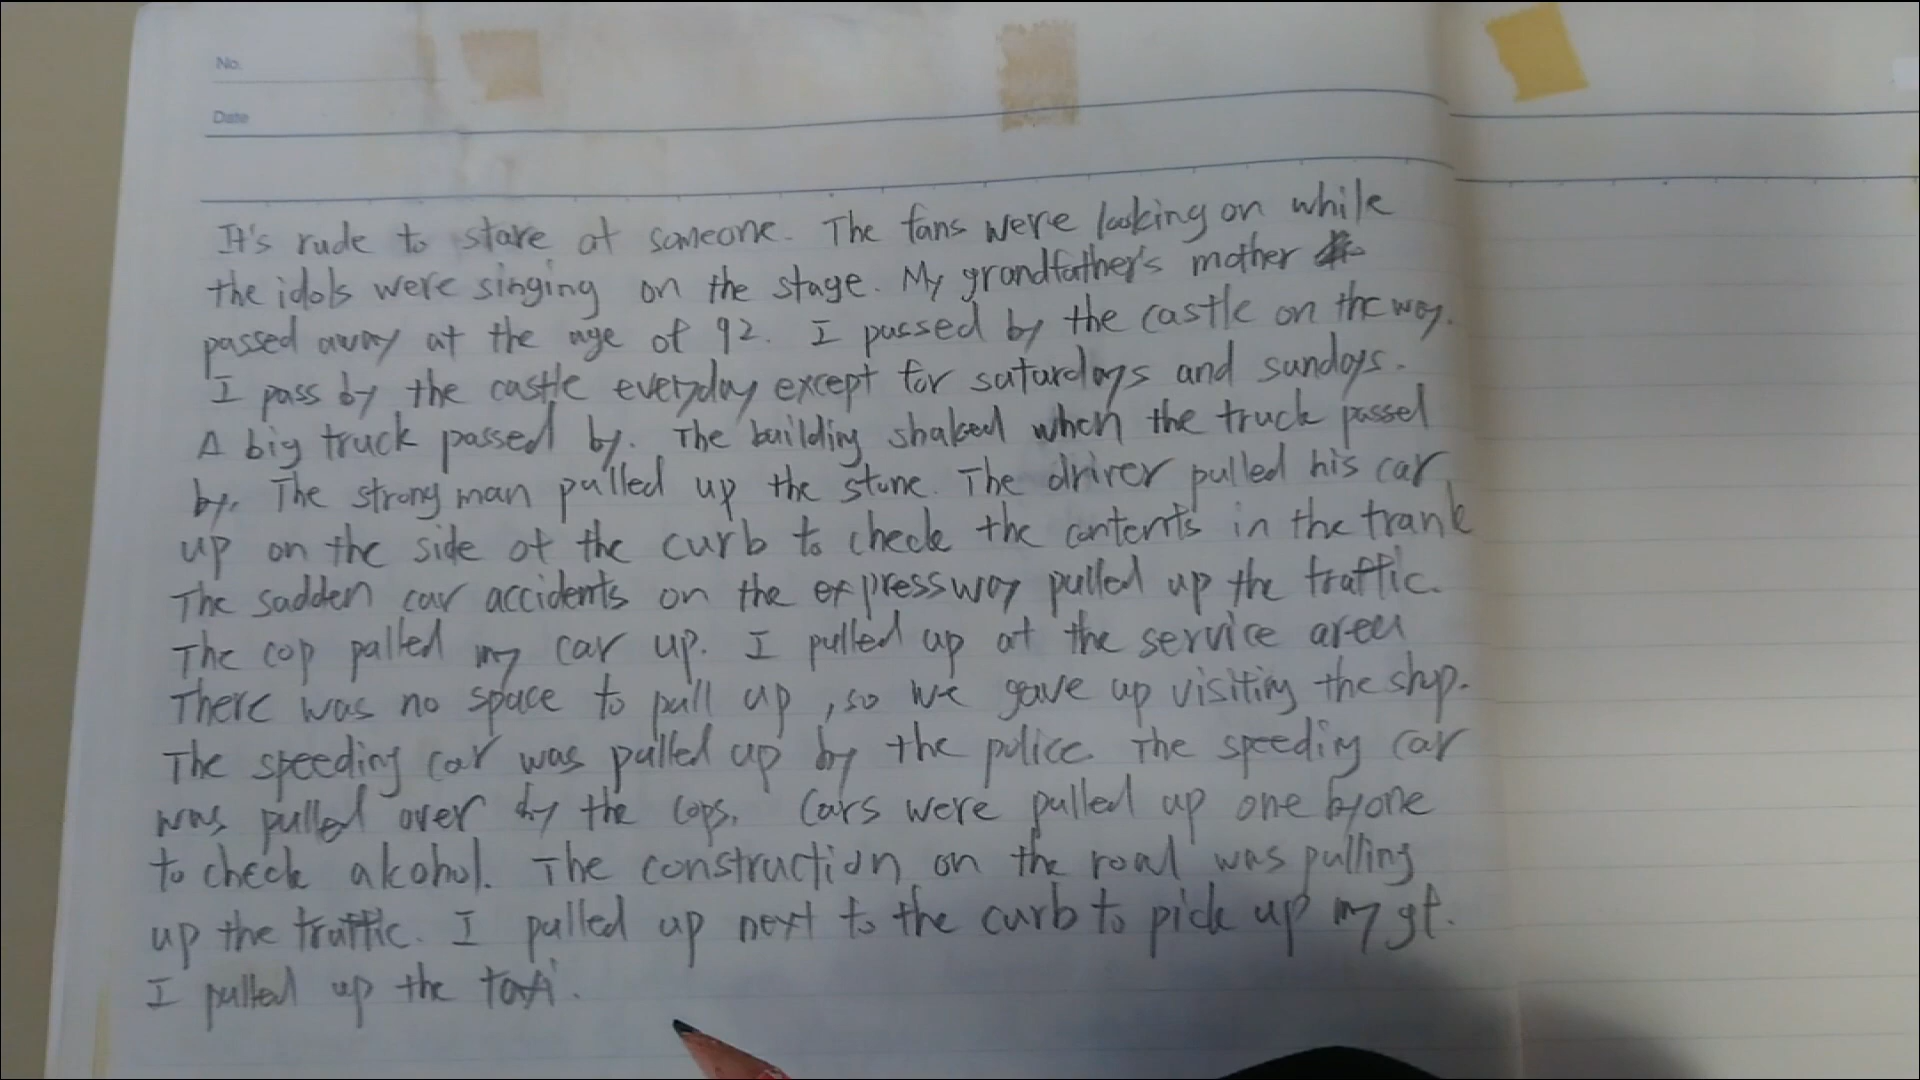 No.
Date
It's rude to stare at someone. The fans were looking on while
the idols were singing on the stage. My grandfather's mother
passed away at the age of 92. I passed by the castle on the way.
I pass by the castle everyday except for saturdays and sundays.
A big truck passed by. The building shaked when the truck passed
by. The strong man pulled up the stone. The driver pulled his car
up on the side of the curb to check the contents in the trank
The sadden car accidents on the expressway pulled up the traffic.
The cop palled my car up. I pulled up at the service area
There was no space to pull up, so we gave up visiting the shop.
The speeding car was pulled up by the police. The speeding car
was pulled over by the cops. Cars were pulled up one by one
to check alcohol. The construction on the road was pulling
up the traffic. I pulled up next to the curb to pick up my gf.
I pulled up the taxi.